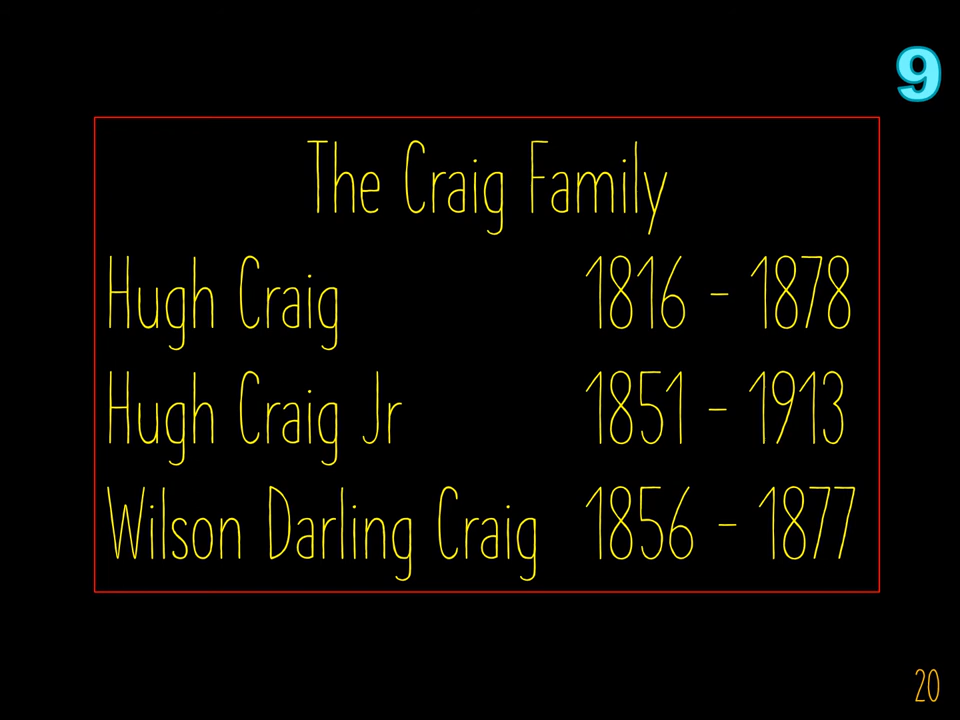 9
The Craig Family
Hugh Craig 1816 - 1878
Hugh Craig Jr 1851 - 1913
Wilson Darling Craig 1856 - 1877
20